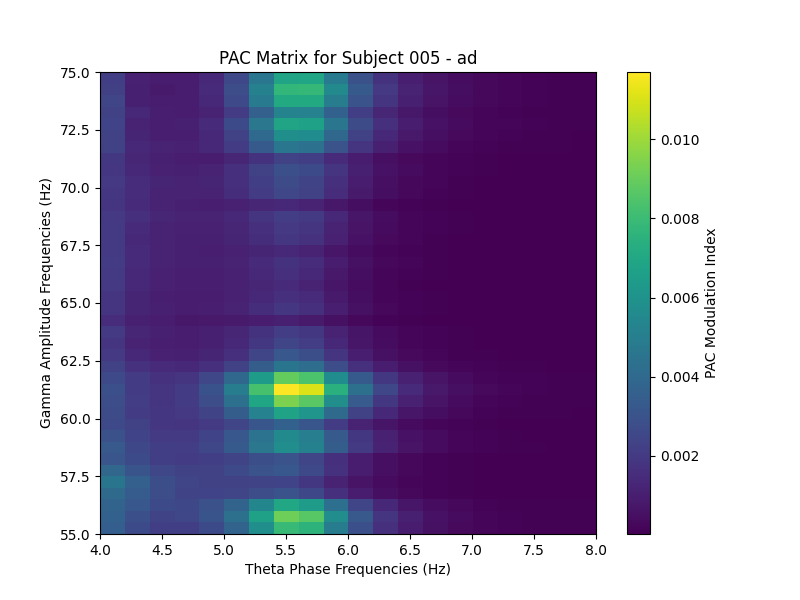 PAC Matrix for Subject 005 - ad
75.0
72.5
70.0
67.5
65.0
62.5
60.0
57.5
55.0
Gamma Amplitude Frequencies (Hz)
4.0 4.5 5.0 5.5 6.0 6.5 7.0 7.5 8.0
Theta Phase Frequencies (Hz)
0.010
0.008
0.006
0.004
0.002
PAC Modulation Index